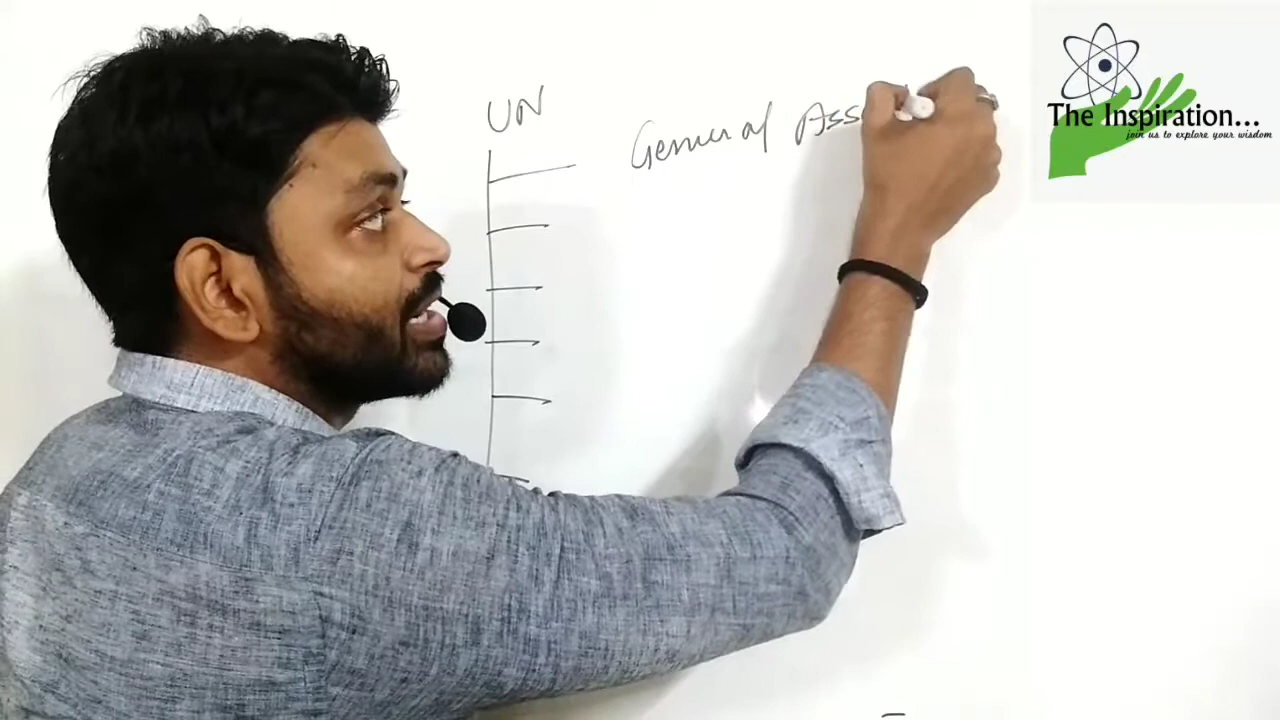 UN
General Ass
The Inspiration...
join us to explore your wisdom